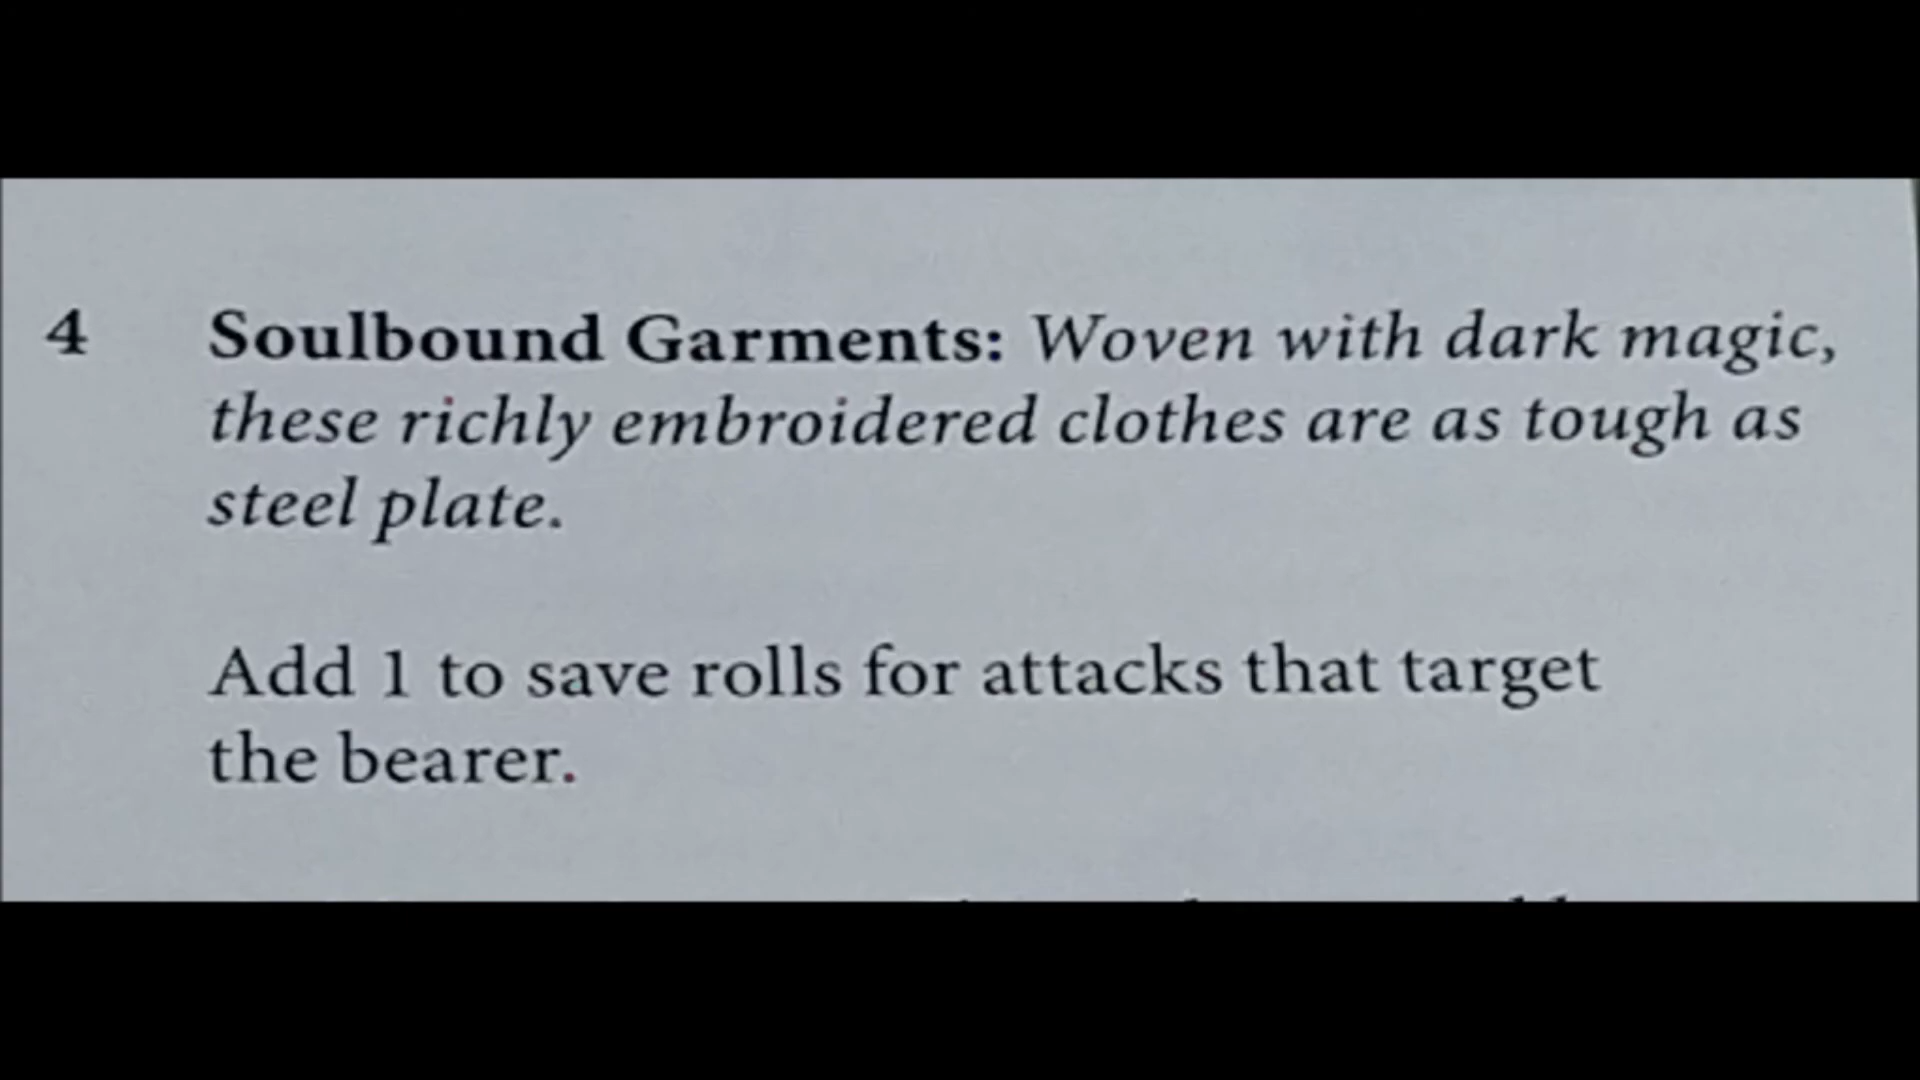 4 Soulbound Garments: Woven with dark magic,
these richly embroidered clothes are as tough as
steel plate.
Add 1 to save rolls for attacks that target
the bearer.